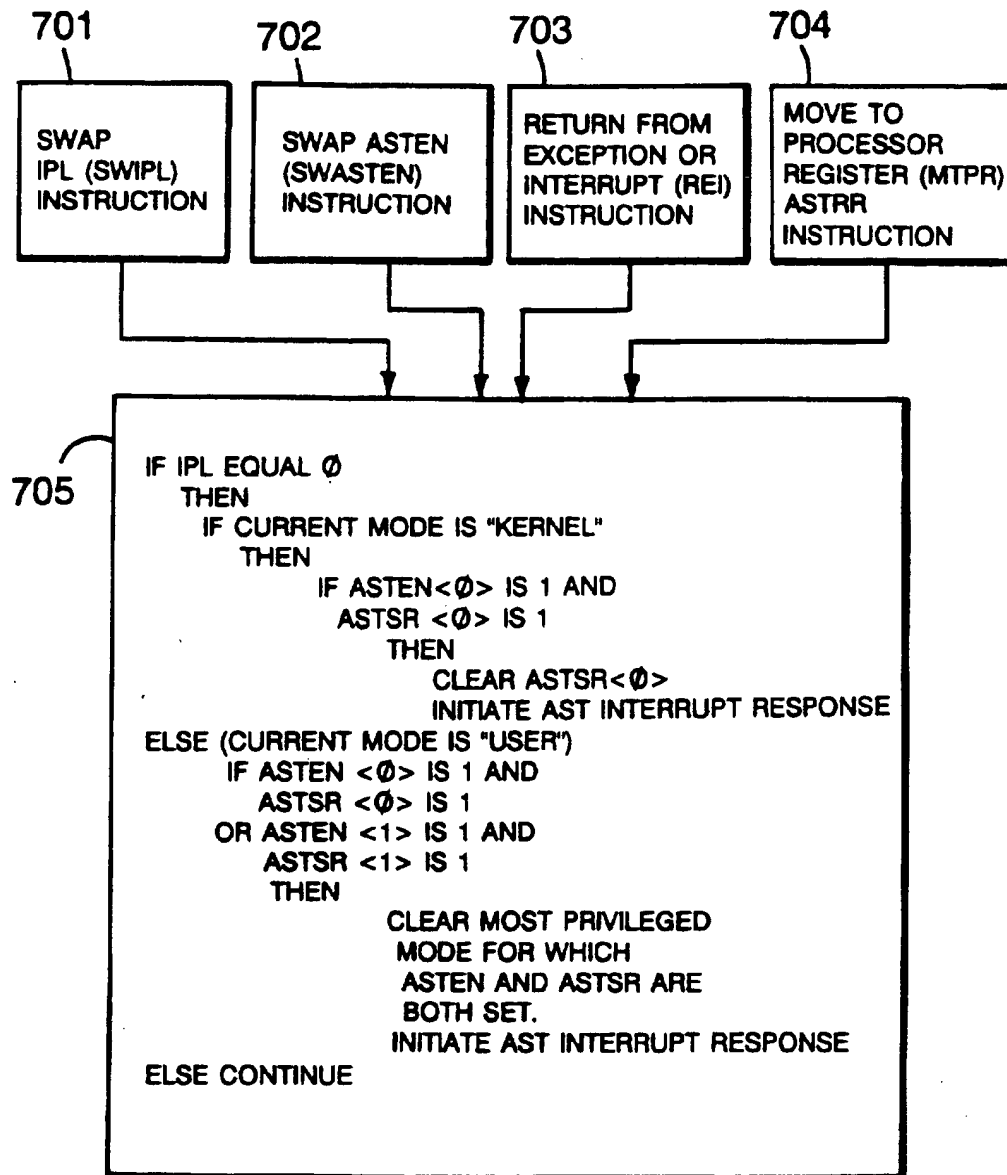 701
702
703
704
SWAP
IPL (SWIPL)
INSTRUCTION
SWAP ASTEN
(SWASTEN)
INSTRUCTION
RETURN FROM
EXCEPTION OR
INTERRUPT (REI)
INSTRUCTION
MOVE TO
PROCESSOR
REGISTER (MTPR)
ASTRR
INSTRUCTION
705
IF IPL EQUAL Ø
THEN
IF CURRENT MODE IS "KERNEL"
THEN
IF ASTEN<Ø> IS 1 AND
ASTSR <Ø> IS 1
THEN
CLEAR ASTSR<Ø>
INITIATE AST INTERRUPT RESPONSE
ELSE (CURRENT MODE IS "USER")
IF ASTEN <Ø> IS 1 AND
ASTSR <Ø> IS 1
OR ASTEN <1> IS 1 AND
ASTSR <1> IS 1
THEN
CLEAR MOST PRIVILEGED
MODE FOR WHICH
ASTEN AND ASTSR ARE
BOTH SET.
INITIATE AST INTERRUPT RESPONSE
ELSE CONTINUE